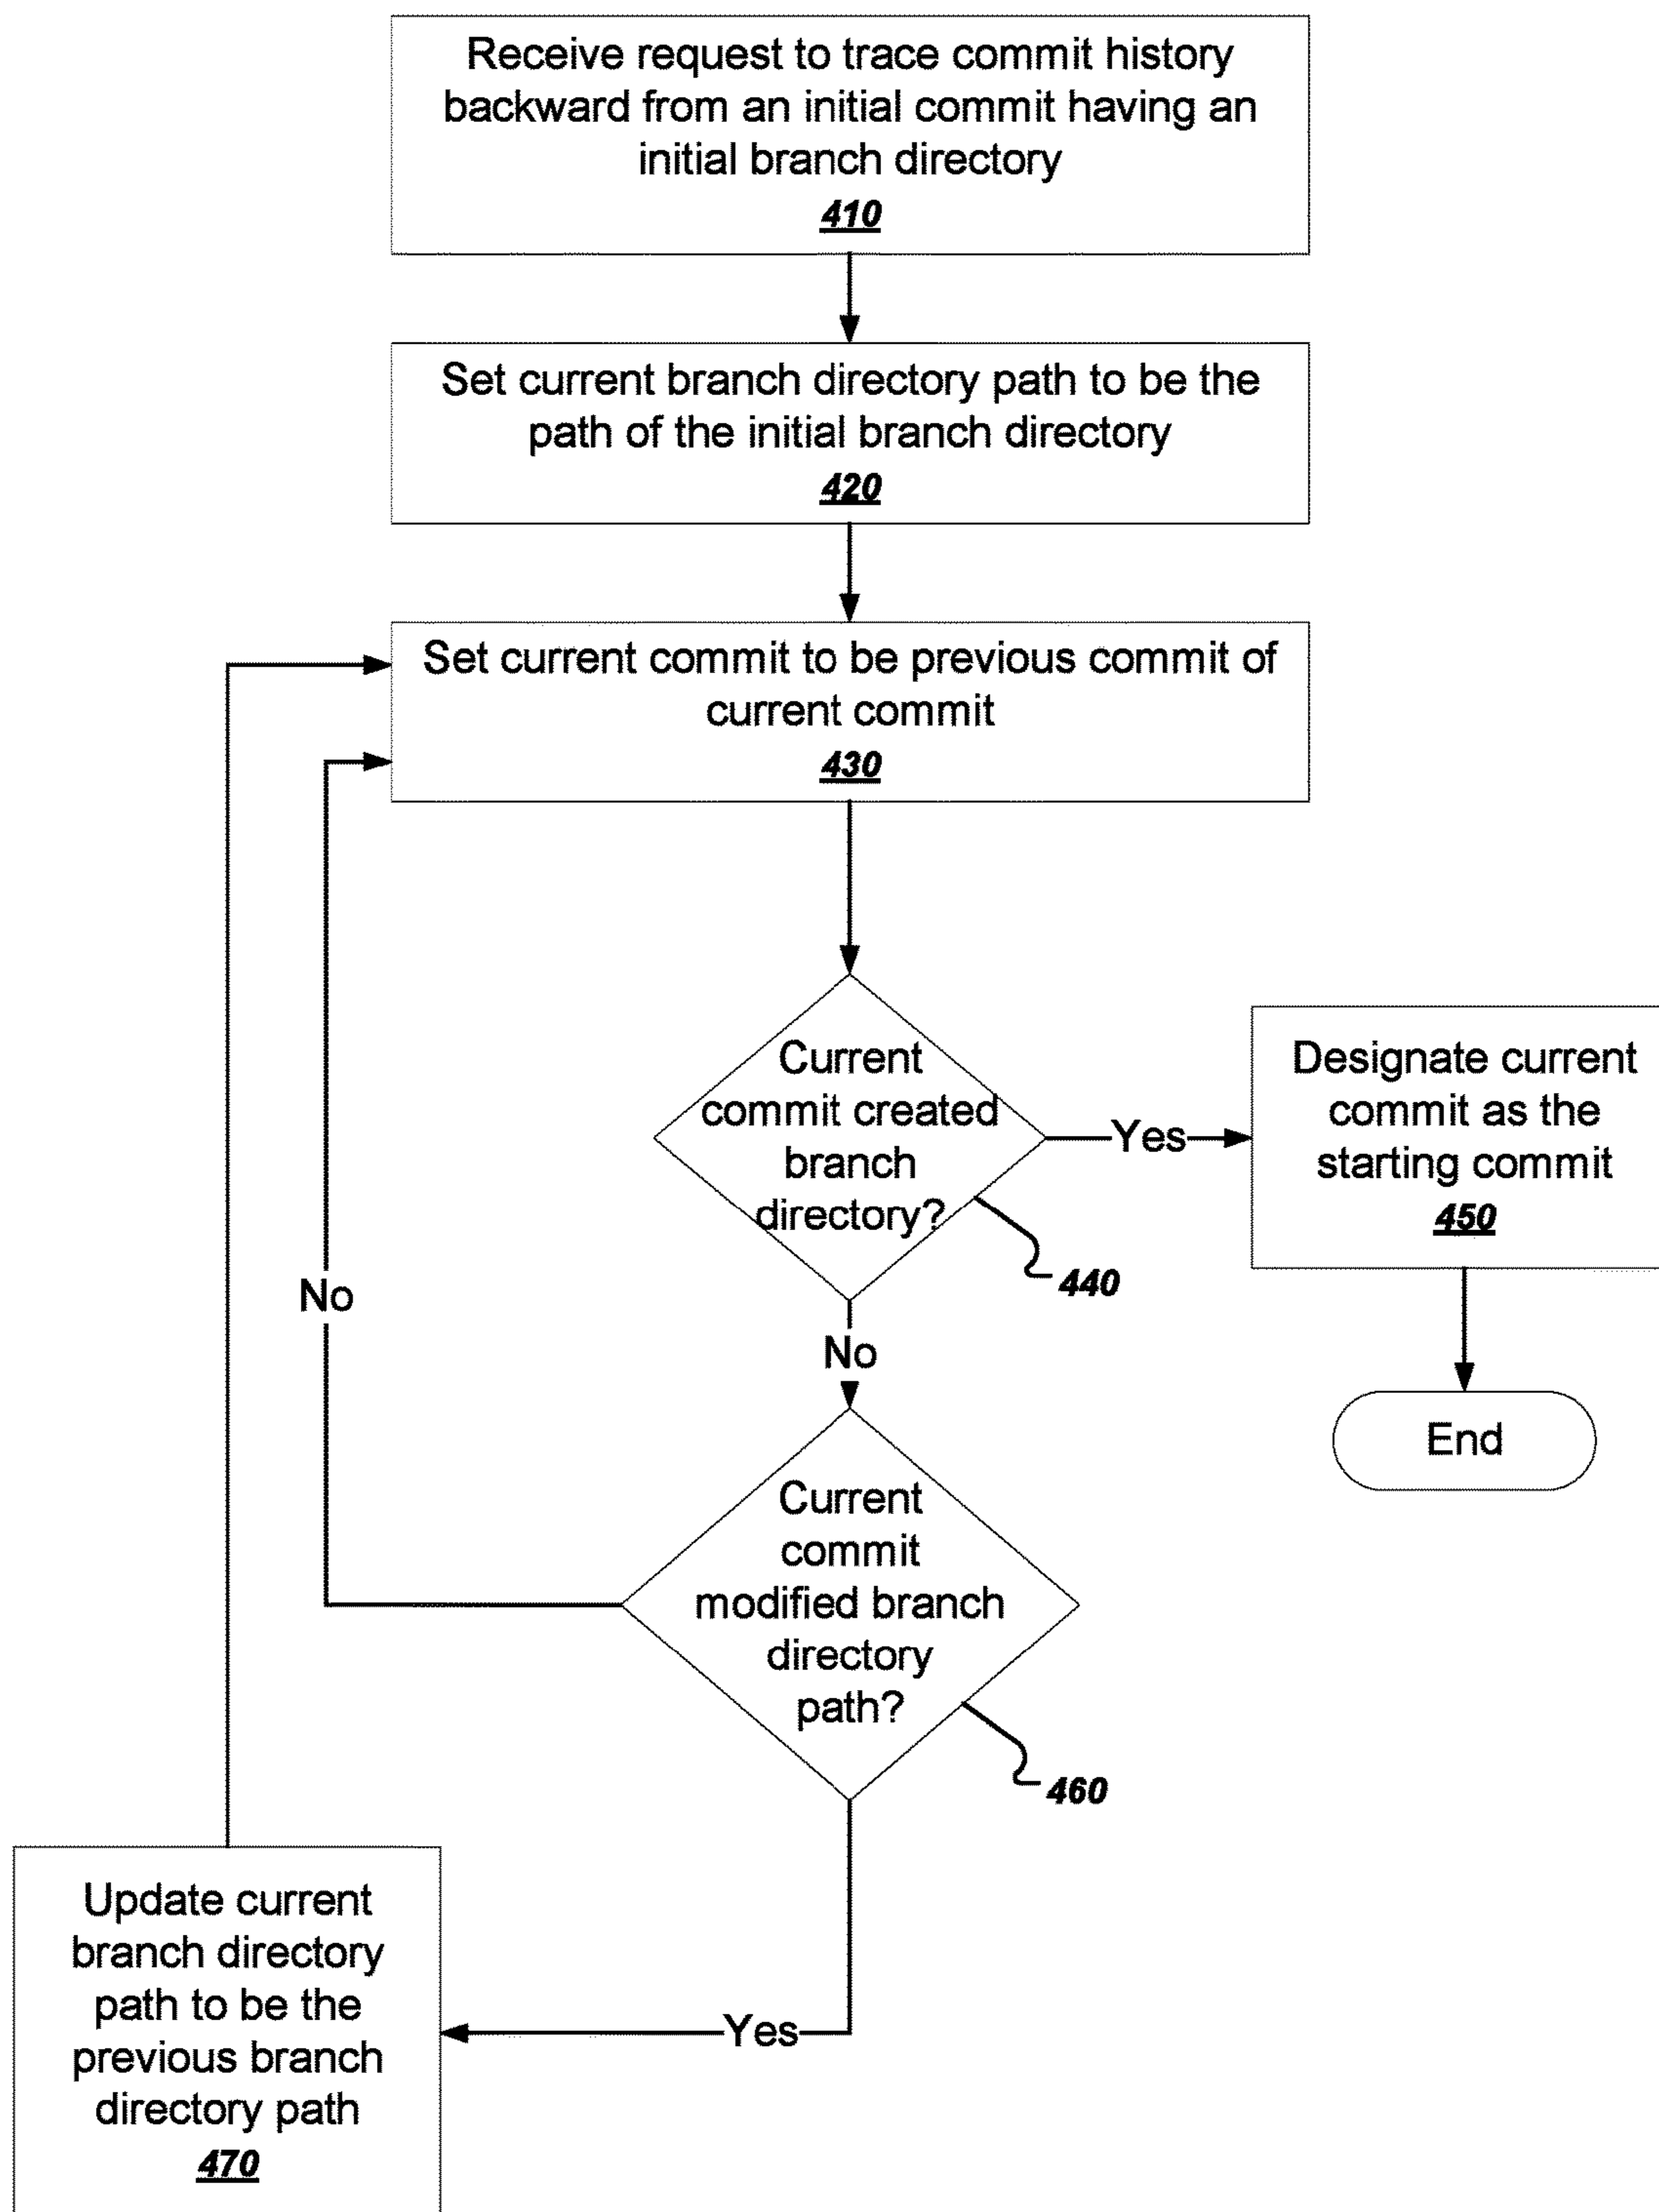 Receive request to trace commit history
backward from an initial commit having an
initial branch directory
410
Set current branch directory path to be the
path of the initial branch directory
420
Set current commit to be previous commit of
current commit
430
Current
commit created
branch
directory?
440
Yes
Designate current
commit as the
starting commit
450
End
No
No
Current
commit
modified branch
directory
path?
460
Yes
Update current
branch directory
path to be the
previous branch
directory path
470